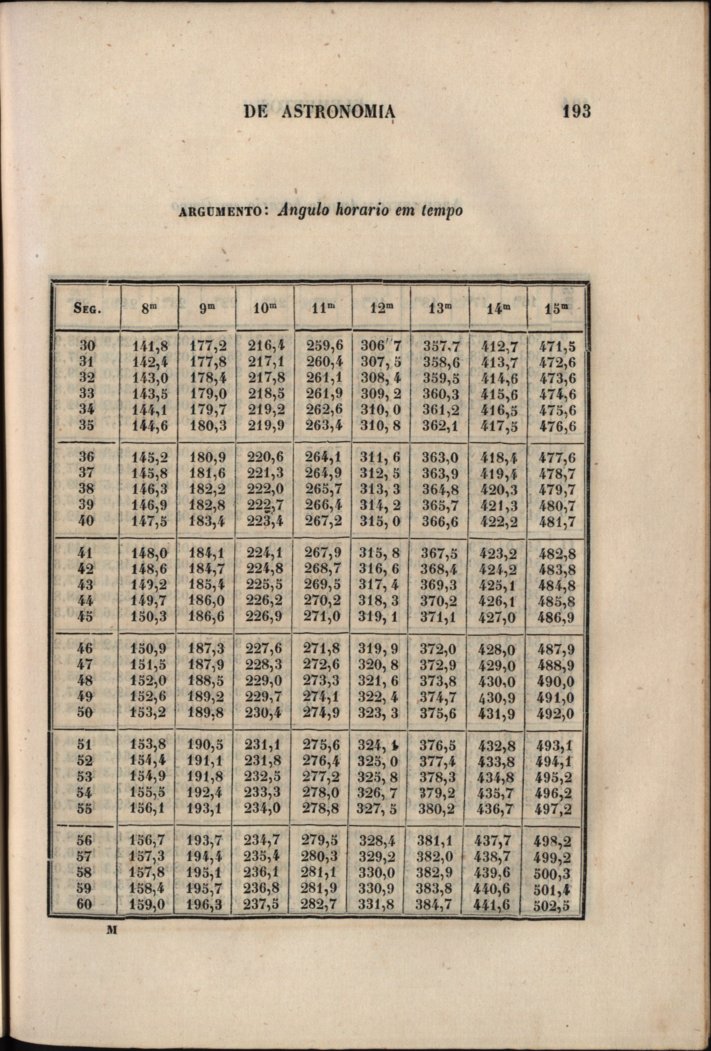 DE ASTRONOMIA 193
ARGUMENTO: Angulo horario em tempo
SEG. 8m 9m 10m 11m 12m 13m 14m 15m
30 141,8 177,2 216,4 259,6 306 7 357,7 412,7 471,5
31 142,4 177,8 217,1 260,4 307,5 358,6 413,7 472,6
32 143,0 178,4 217,8 261,1 308,4 359,5 414,6 473,6
33 143,5 179,0 218,5 261,9 309,2 360,3 415,6 474,6
34 144,1 179,7 219,2 262,6 310,0 361,2 416,5 475,6
35 144,6 180,3 219,9 263,4 310,8 362,1 417,5 476,6
36 145,2 180,9 220,6 264,1 311,6 363,0 418,4 477,6
37 145,8 181,6 221,3 264,9 312,5 363,9 419,4 478,7
38 146,3 182,2 222,0 265,7 313,3 364,8 420,3 479,7
39 146,9 182,8 222,7 266,4 314,2 365,7 421,3 480,7
40 147,5 183,4 223,4 267,2 315,0 366,6 422,2 481,7
41 148,0 184,1 224,1 267,9 315,8 367,5 423,2 482,8
42 148,6 184,7 224,8 268,7 316,6 368,4 424,2 483,8
43 149,2 185,4 225,5 269,5 317,4 369,3 425,1 484,8
44 149,7 186,0 226,2 270,2 318,3 370,2 426,1 485,8
45 150,3 186,6 226,9 271,0 319,1 371,1 427,0 486,9
46 150,9 187,3 227,6 271,8 319,9 372,0 428,0 487,9
47 151,5 187,9 228,3 272,6 320,8 372,9 429,0 488,9
48 152,0 188,5 229,0 273,3 321,6 373,8 430,0 490,0
49 152,6 189,2 229,7 274,1 322,4 374,7 430,9 491,0
50 153,2 189,8 230,4 274,9 323,3 375,6 431,9 492,0
51 153,8 190,5 231,1 275,6 324,1 376,5 432,8 493,1
52 154,4 191,1 231,8 276,4 325,0 377,4 433,8 494,1
53 154,9 191,8 232,5 277,2 325,8 378,3 434,8 495,2
54 155,5 192,4 233,3 278,0 326,7 379,2 435,7 496,2
55 156,1 193,1 234,0 278,8 327,5 380,2 436,7 497,2
56 156,7 193,7 234,7 279,5 328,4 381,1 437,7 498,2
57 157,3 194,4 235,4 280,3 329,2 382,0 438,7 499,2
58 157,8 195,1 236,1 281,1 330,0 382,9 439,6 500,3
59 158,4 195,7 236,8 281,9 330,9 383,8 440,6 501,4
60 159,0 196,3 237,5 282,7 331,8 384,7 441,6 502,5
M